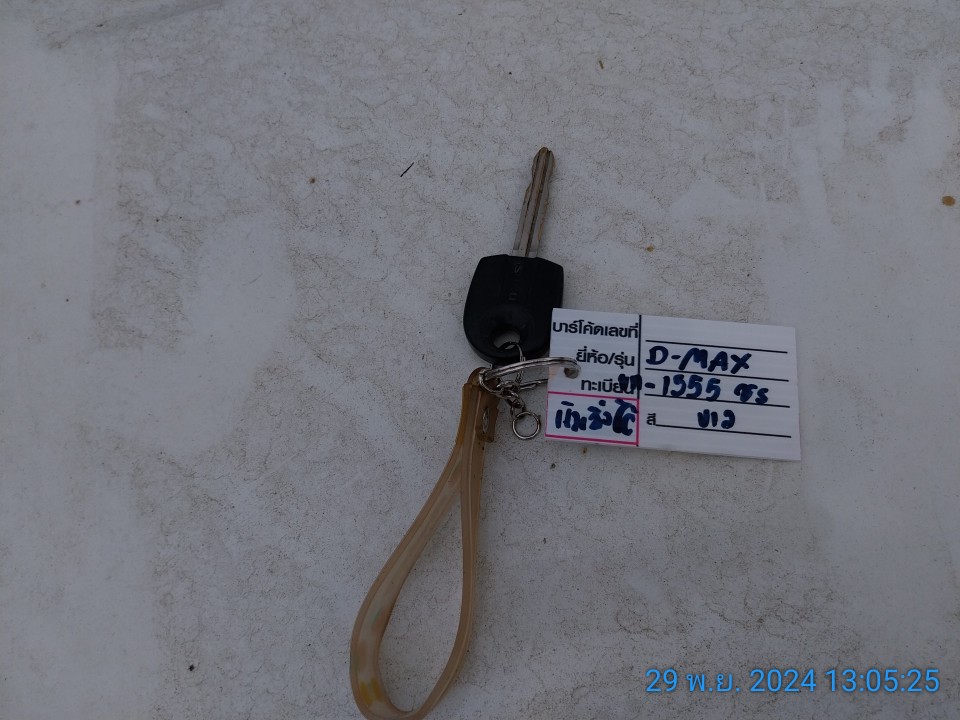 บาร์โค้ดเลขที่
ยี่ห้อ/รุ่น D-MAX
ทะเบียน -1555 ชร
สี ขาว
29 พ.ย. 2024 13:05:25